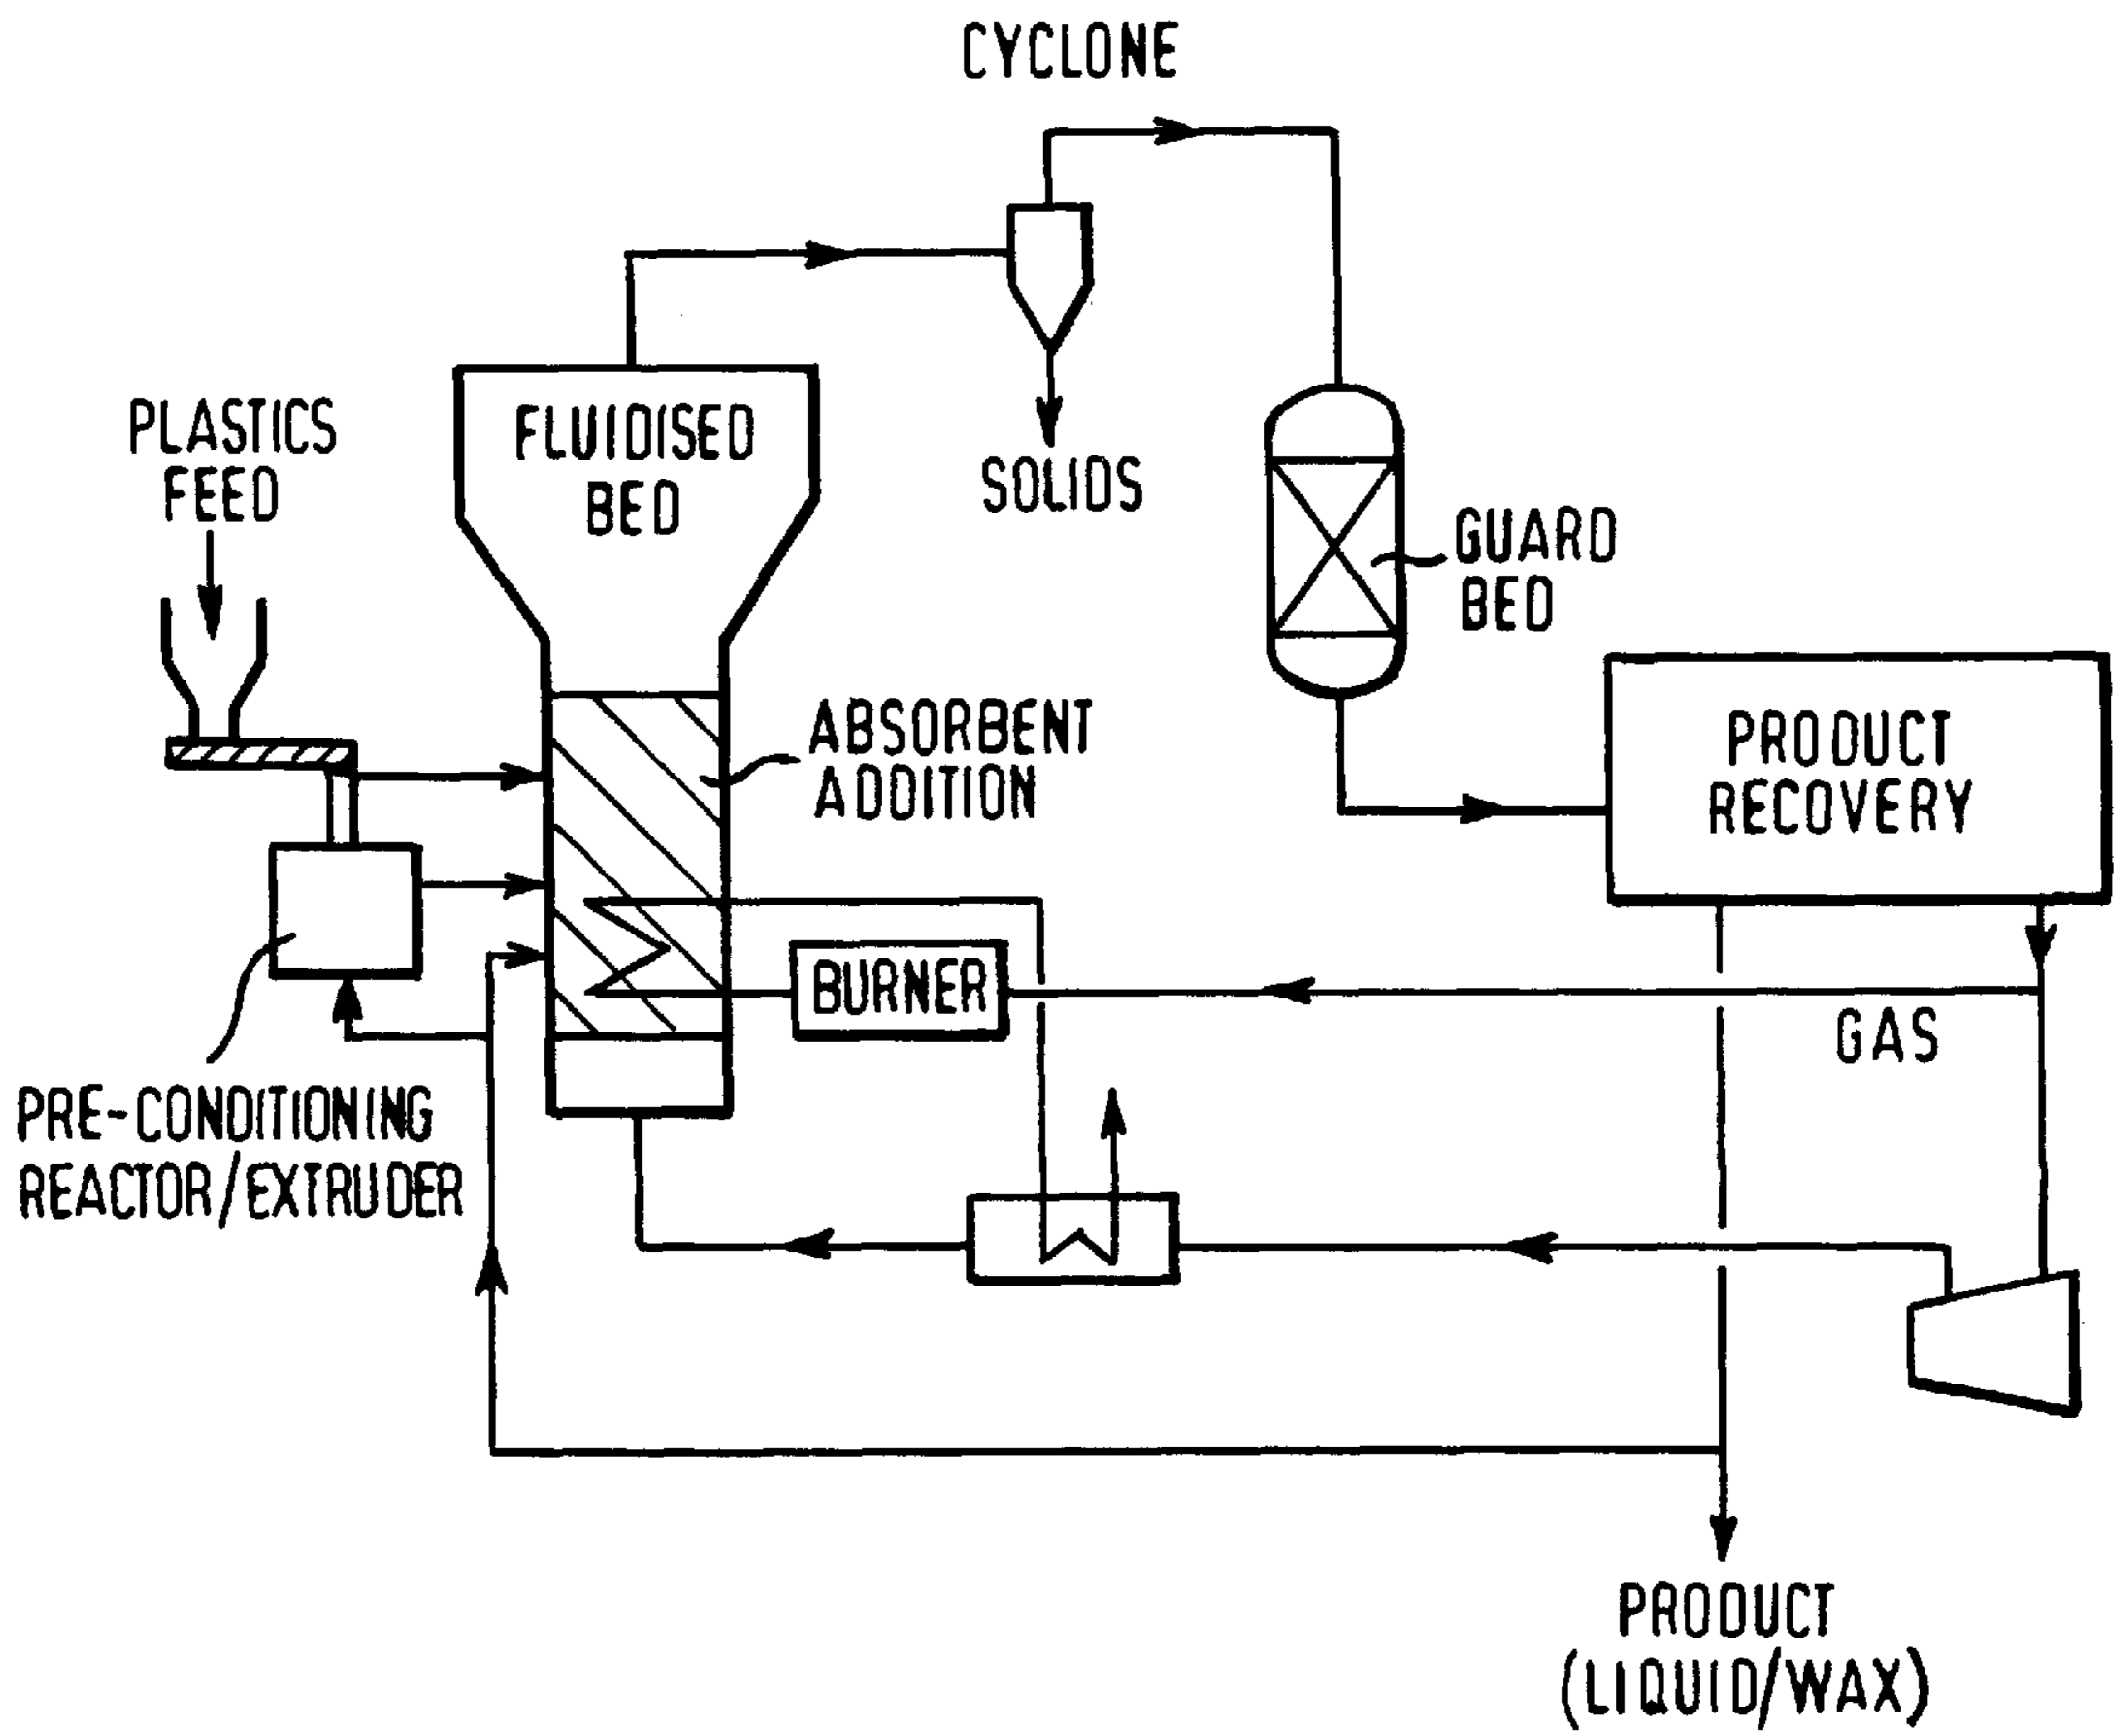 CYCLONE
PLASTICS
FEED
FLUIDISED
BED
SOLIDS
GUARD
BED
ABSORBENT
ADDITION
PRODUCT
RECOVERY
BURNER
GAS
PRE-CONDITIONING
REACTOR/EXTRUDER
PRODUCT
(LIQUID/WAX)